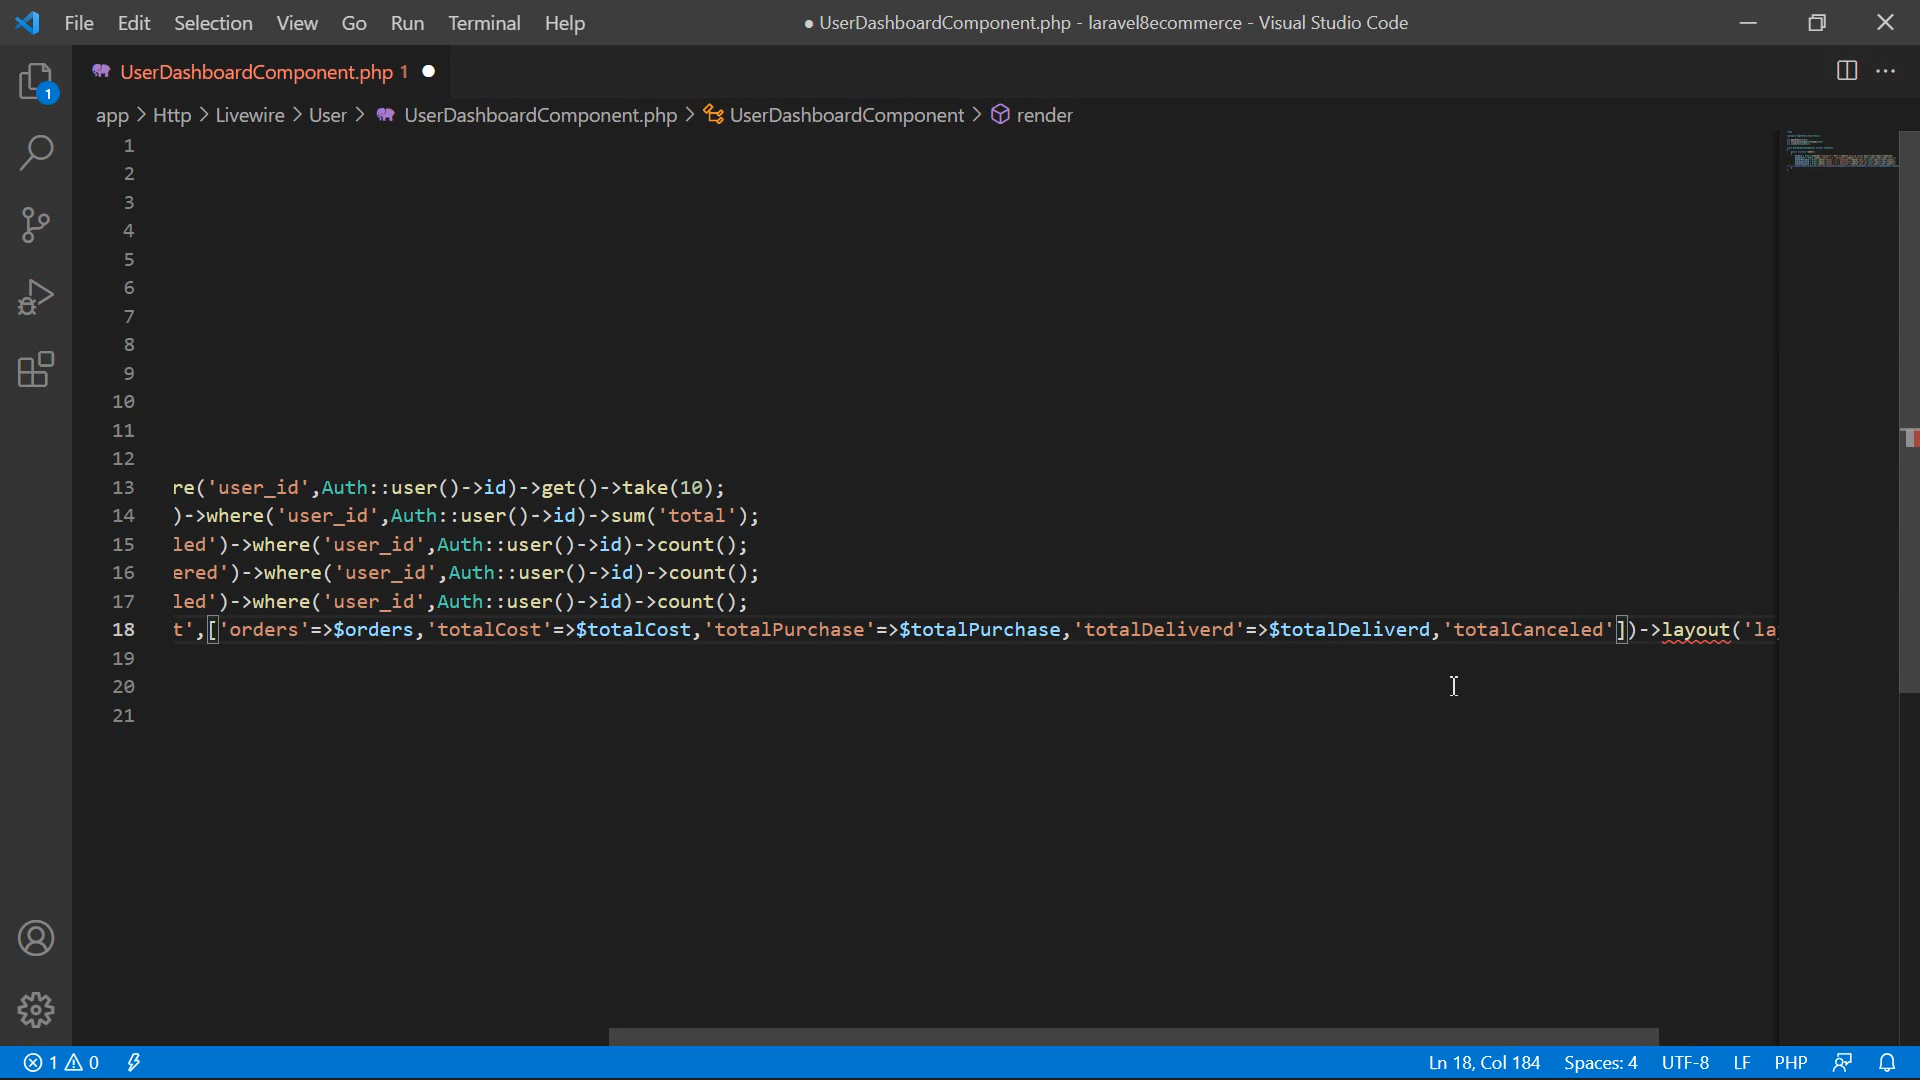 File Edit Selection View Go Run Terminal Help ● UserDashboardComponent.php - laravel8ecommerce - Visual Studio Code
UserDashboardComponent.php 1
1
app > Http > Livewire > User > UserDashboardComponent.php > UserDashboardComponent > render
1
2
3
4
5
6
7
8
9
10
11
12
13 re('user_id',Auth::user()->id)->get()->take(10);
14 )->where('user_id',Auth::user()->id)->sum('total');
15 led')->where('user_id',Auth::user()->id)->count();
16 ered')->where('user_id',Auth::user()->id)->count();
17 led')->where('user_id',Auth::user()->id)->count();
18 t',['orders'=>$orders,'totalCost'=>$totalCost,'totalPurchase'=>$totalPurchase,'totalDeliverd'=>$totalDeliverd,'totalCanceled'])->layout('la
19
20
21
1 0 Ln 18, Col 184 Spaces: 4 UTF-8 LF PHP